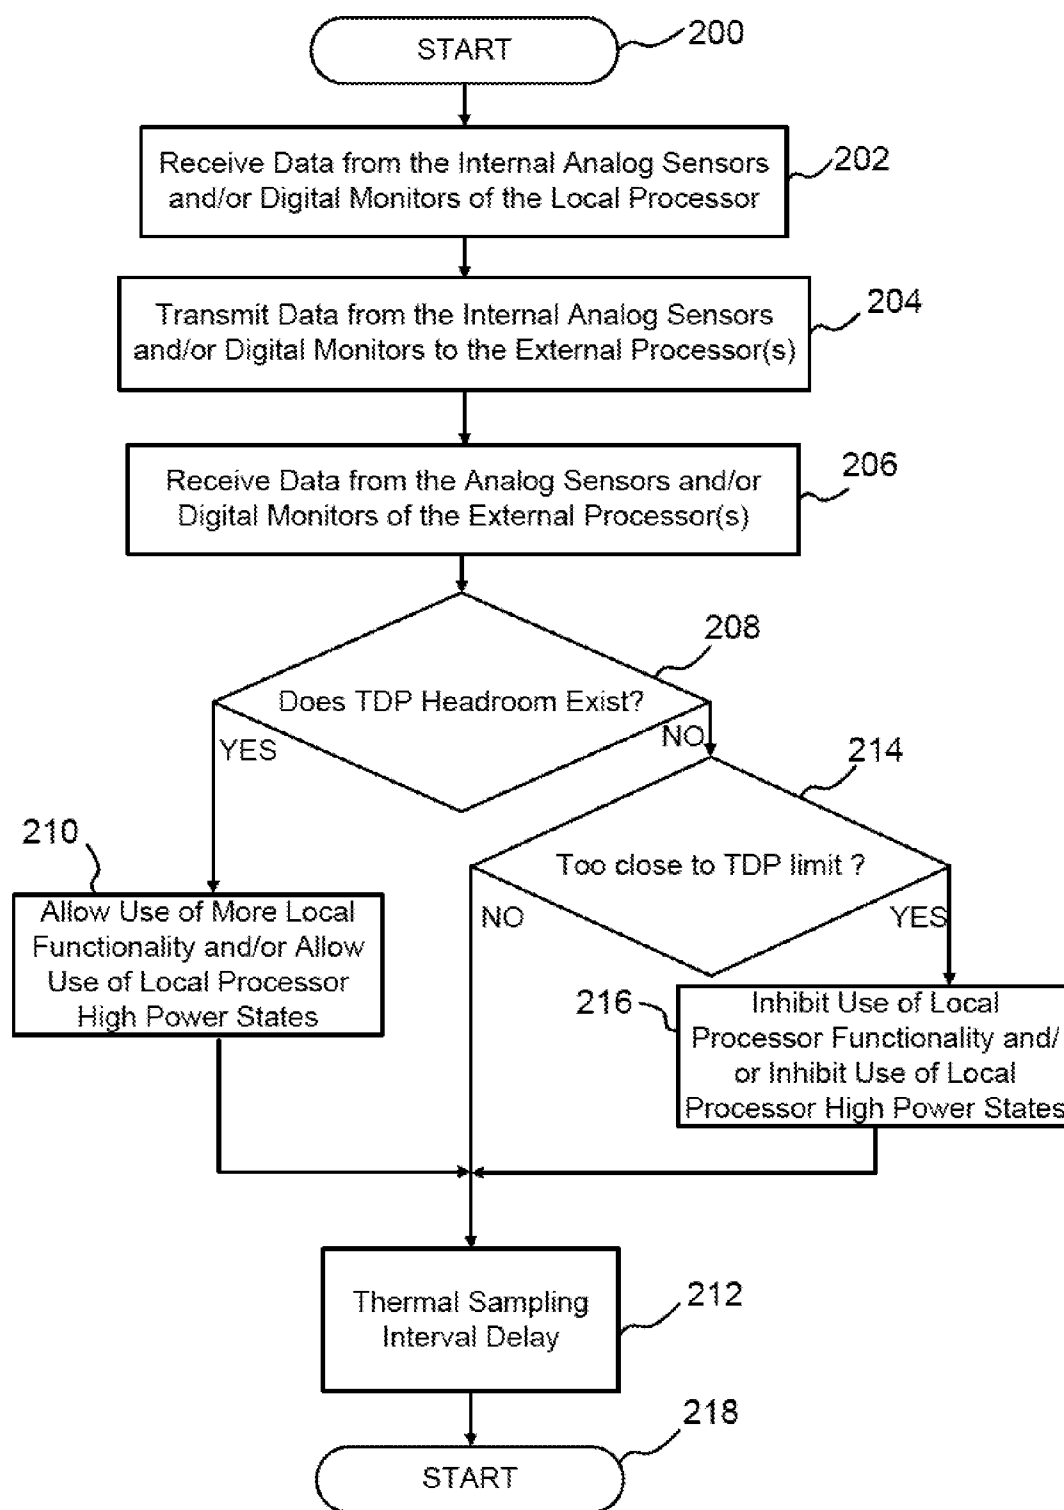 START
200
Receive Data from the Internal Analog Sensors
and/or Digital Monitors of the Local Processor
202
Transmit Data from the Internal Analog Sensors
and/or Digital Monitors to the External Processor(s)
204
Receive Data from the Analog Sensors and/or
Digital Monitors of the External Processor(s)
206
Does TDP Headroom Exist?
208
YES
NO
214
Too close to TDP limit ?
NO
YES
210
Allow Use of More Local
Functionality and/or Allow
Use of Local Processor
High Power States
216
Inhibit Use of Local
Processor Functionality and/
or Inhibit Use of Local
Processor High Power States
Thermal Sampling
Interval Delay
212
START
218